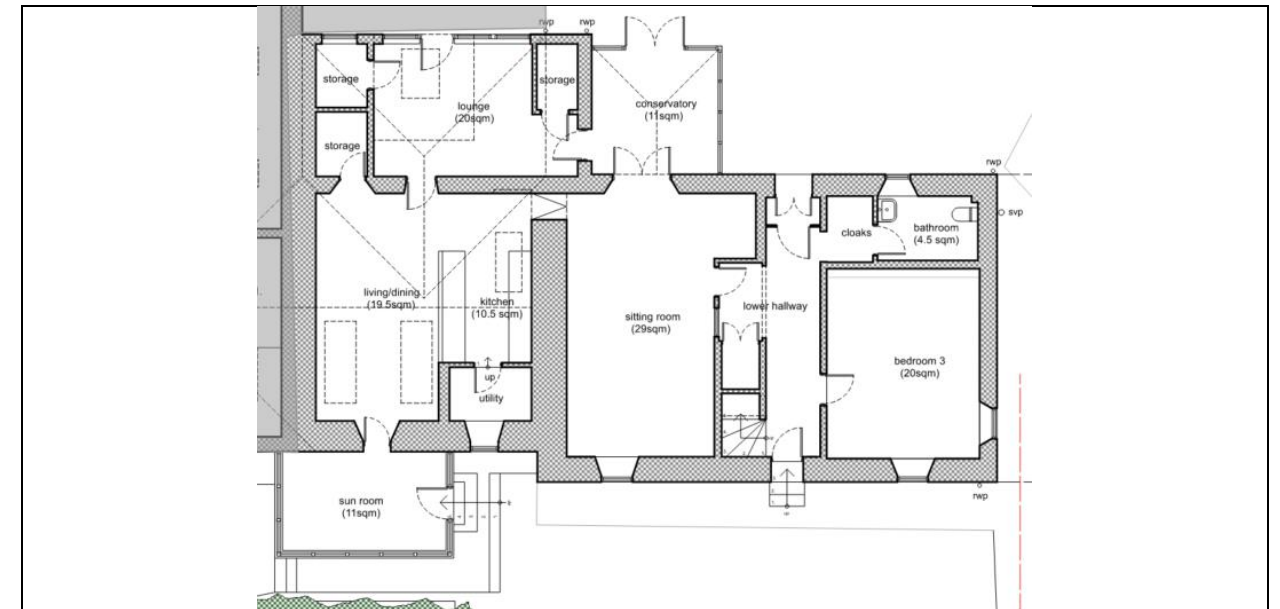 rwp
rwp
storage
storage
lounge
(20sqm)
conservatory
(11sqm)
storage
rwp
svp
cloaks
bathroom
(4.5 sqm)
living/dining
(19.5sqm)
kitchen
(10.5 sqm)
sitting room
(29sqm)
lower hallway
bedroom 3
(20sqm)
up
utility
sun room
(11sqm)
rwp